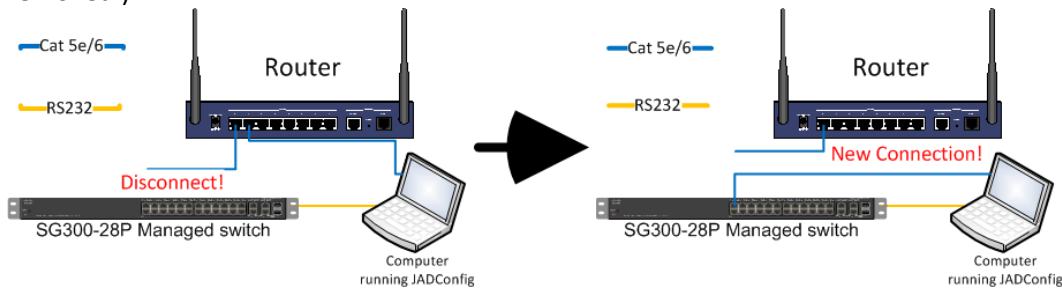 Cat 5e/6
RS232
Router
Disconnect!
SG300-28P Managed switch
Computer
running JADConfig
Cat 5e/6
RS232
Router
New Connection!
SG300-28P Managed switch
Computer
running JADConfig